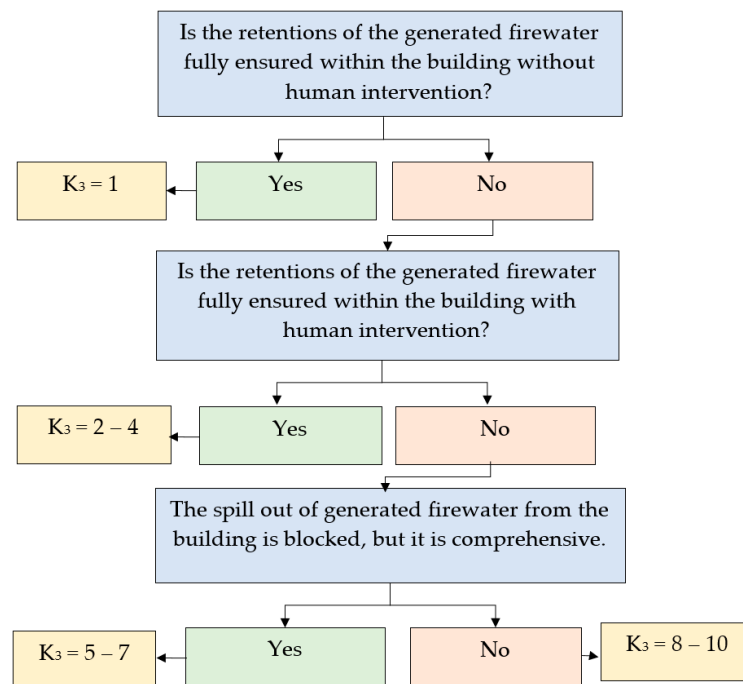 Is the retentions of the generated firewater
fully ensured within the building without
human intervention?
K₃ = 1
Yes
No
Is the retentions of the generated firewater
fully ensured within the building with
human intervention?
K₃ = 2 – 4
Yes
No
The spill out of generated firewater from the
building is blocked, but it is comprehensive.
K₃ = 5 – 7
Yes
No
K₃ = 8 – 10